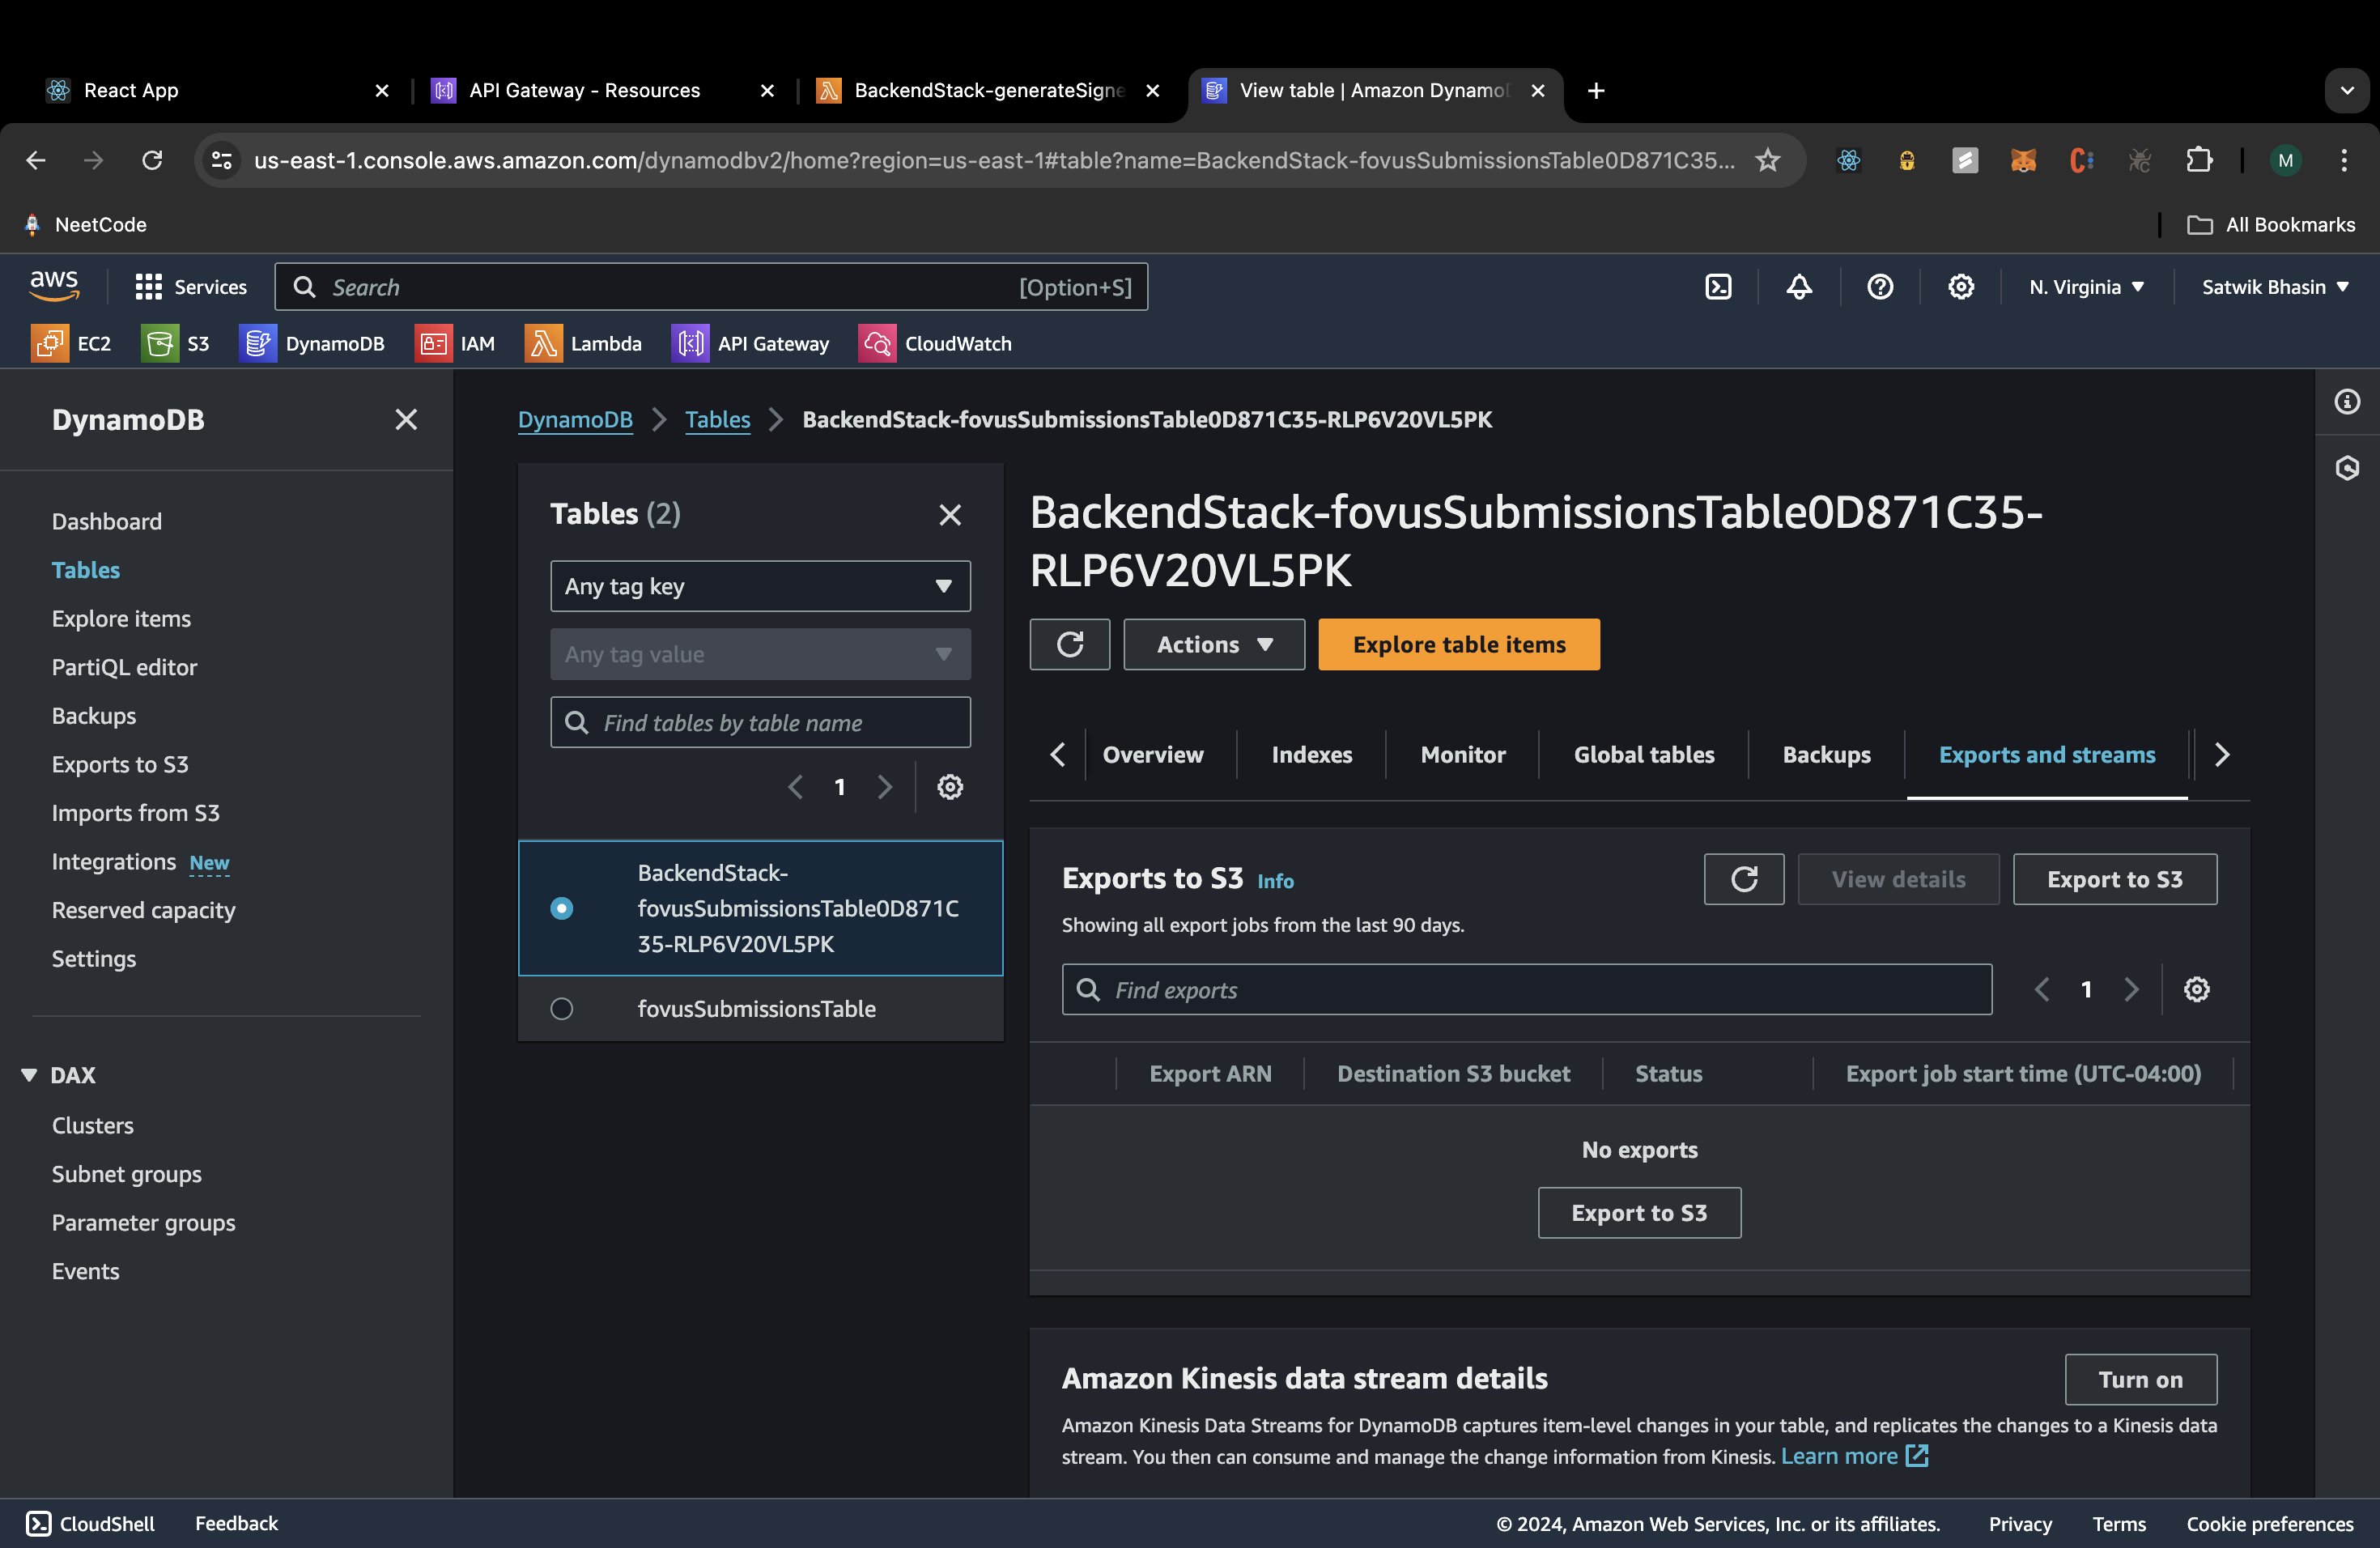 React App
API Gateway - Resources
BackendStack-generateSigne
View table | Amazon Dynamo
us-east-1.console.aws.amazon.com/dynamodbv2/home?region=us-east-1#table?name=BackendStack-fovusSubmissionsTable0D871C35...
M
NeetCode
All Bookmarks
aws
Services
Search
[Option+S]
N. Virginia
Satwik Bhasin
EC2
S3
DynamoDB
IAM
Lambda
API Gateway
CloudWatch
DynamoDB
Dashboard
Tables
Explore items
PartiQL editor
Backups
Exports to S3
Imports from S3
Integrations New
Reserved capacity
Settings
DAX
Clusters
Subnet groups
Parameter groups
Events
DynamoDB
Tables
BackendStack-fovusSubmissionsTable0D871C35-RLP6V20VL5PK
Tables (2)
Any tag key
Any tag value
Find tables by table name
1
BackendStack-
fovusSubmissionsTable0D871C
35-RLP6V20VL5PK
fovusSubmissionsTable
BackendStack-fovusSubmissionsTable0D871C35-
RLP6V20VL5PK
Actions
Explore table items
Overview
Indexes
Monitor
Global tables
Backups
Exports and streams
Exports to S3 Info
View details
Export to S3
Showing all export jobs from the last 90 days.
Find exports
1
Export ARN
Destination S3 bucket
Status
Export job start time (UTC-04:00)
No exports
Export to S3
Amazon Kinesis data stream details
Turn on
Amazon Kinesis Data Streams for DynamoDB captures item-level changes in your table, and replicates the changes to a Kinesis data
stream. You then can consume and manage the change information from Kinesis. Learn more
CloudShell
Feedback
© 2024, Amazon Web Services, Inc. or its affiliates.
Privacy
Terms
Cookie preferences